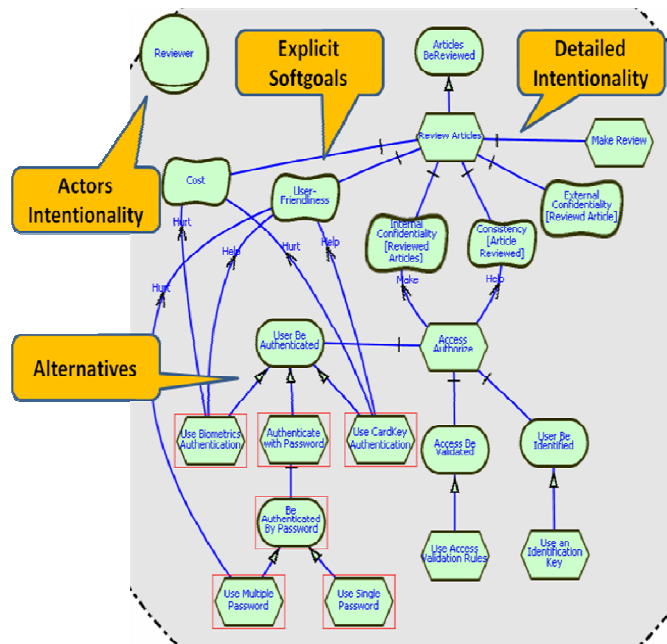 Reviewer
Explicit
Softgoals
Articles
BeReviewed
Detailed
Intentionality
Review Articles
Make Review
Actors
Intentionality
Cost
User-
Friendliness
External
Confidentiality
[Reviewd Article]
Internal
Confidentiality
[Reviewed
Articles]
Consistency
[Article
Reviewed]
Hurt
Help
Hurt
Help
Hurt
Make
Help
User Be
Authenticated
Access
Authorize
Alternatives
Use Biometrics
Authentication
Authenticate
with Password
Use CardKey
Authentication
Access Be
Validated
User Be
Identified
Be
Authenticated
By Password
Use Access
Validation Rules
Use an
Identification
Key
Use Multiple
Password
Use Single
Password